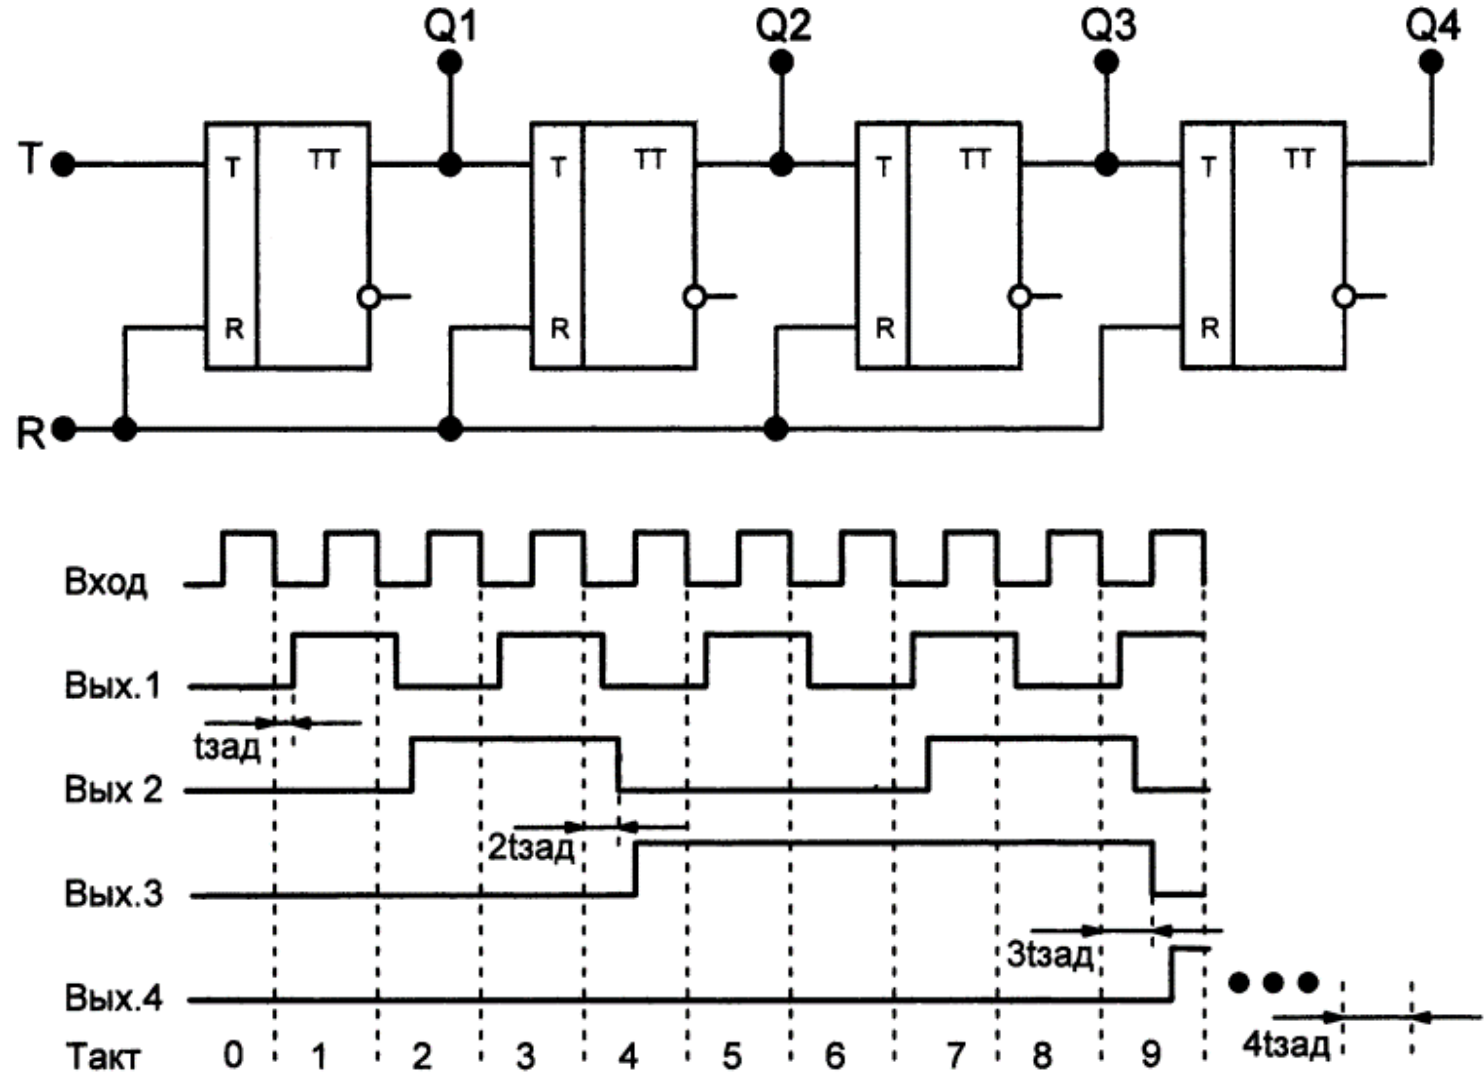 Q1 Q2 Q3 Q4
T T TT T TT T TT T TT
R R R R
R
Вход
Вых.1
tзад
Вых 2
2tзад
Вых.3
3tзад
Вых.4
4tзад
Такт 0 1 2 3 4 5 6 7 8 9